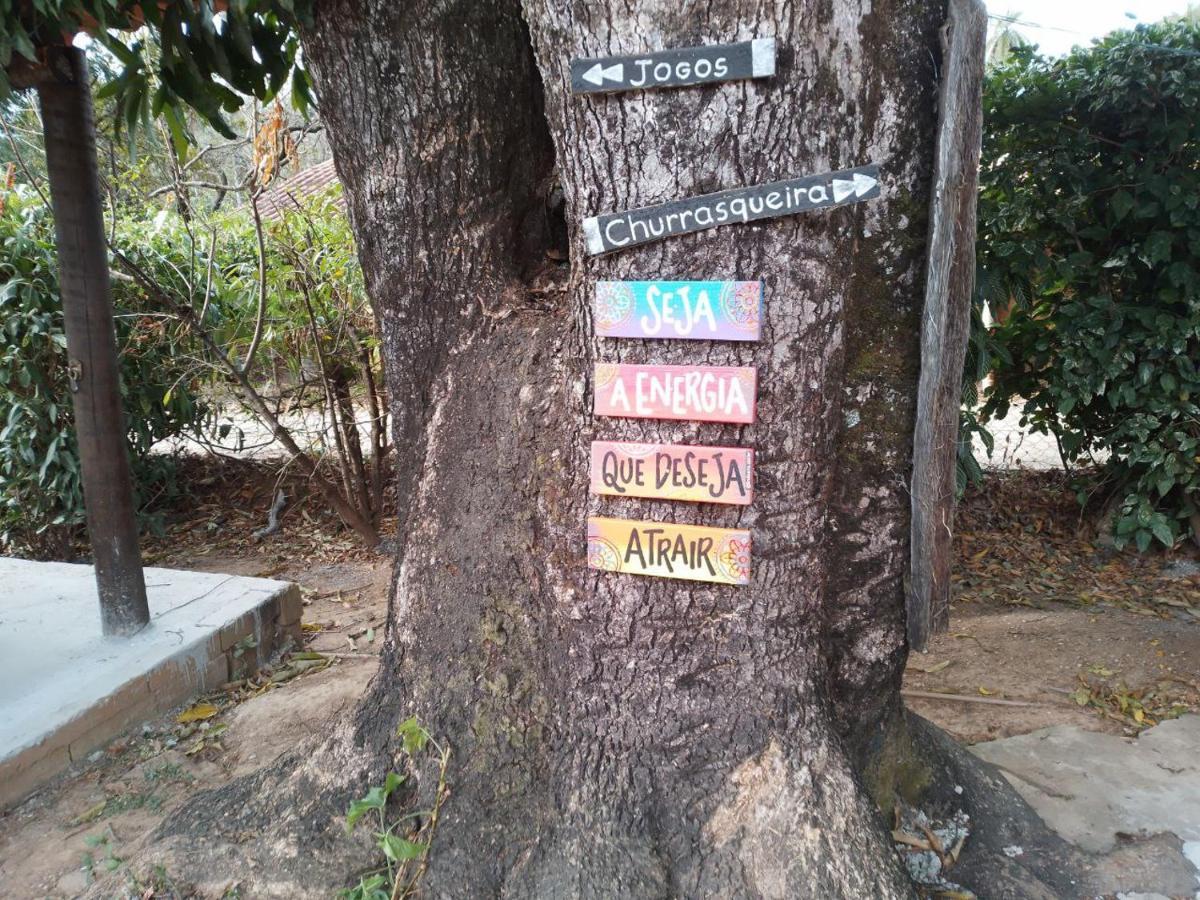 Jogos
Churrasqueira
SEJA
A ENERGIA
QUE DESEJA
ATRAIR